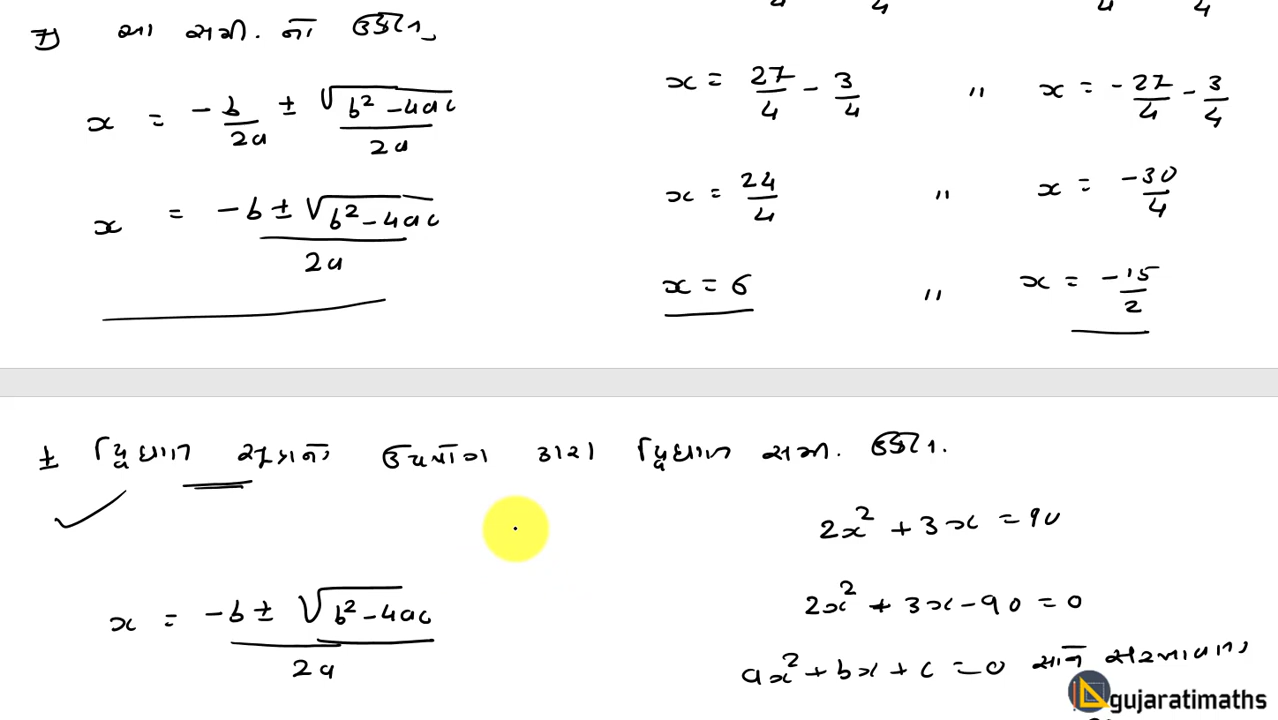 ⇒ આ સમી. નો ઉકેલ,
x = -b/2a ± √(b² - 4ac)/2a
x = (-b ± √(b² - 4ac))/2a
x = 27/4 - 3/4 ,, x = -27/4 - 3/4
x = 24/4 ,, x = -30/4
x = 6 ,, x = -15/2
દ્વિઘાત સૂત્રનો ઉપયોગ દ્વારા દ્વિઘાત સમી. ઉકેલ.
x = (-b ± √(b² - 4ac))/2a
2x² + 3x = 90
2x² + 3x - 90 = 0
ax² + bx + c = 0 સાથે સરખાવતાં
gujaratimaths